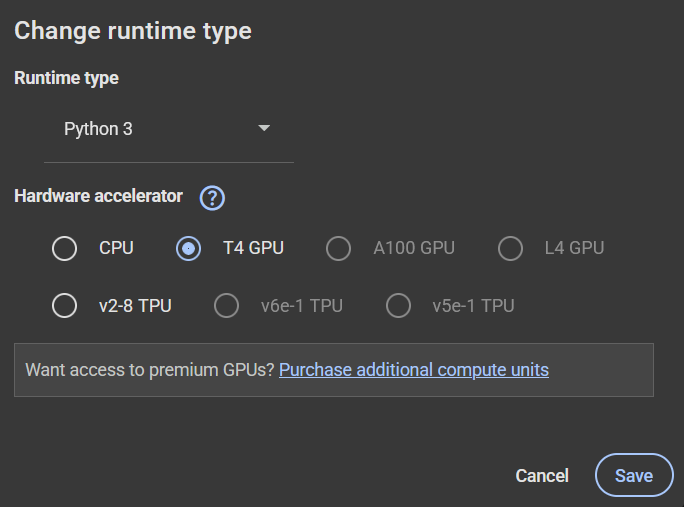 Change runtime type
Runtime type
Python 3
Hardware accelerator ?
CPU T4 GPU A100 GPU L4 GPU
v2-8 TPU v6e-1 TPU v5e-1 TPU
Want access to premium GPUs? Purchase additional compute units
Cancel Save